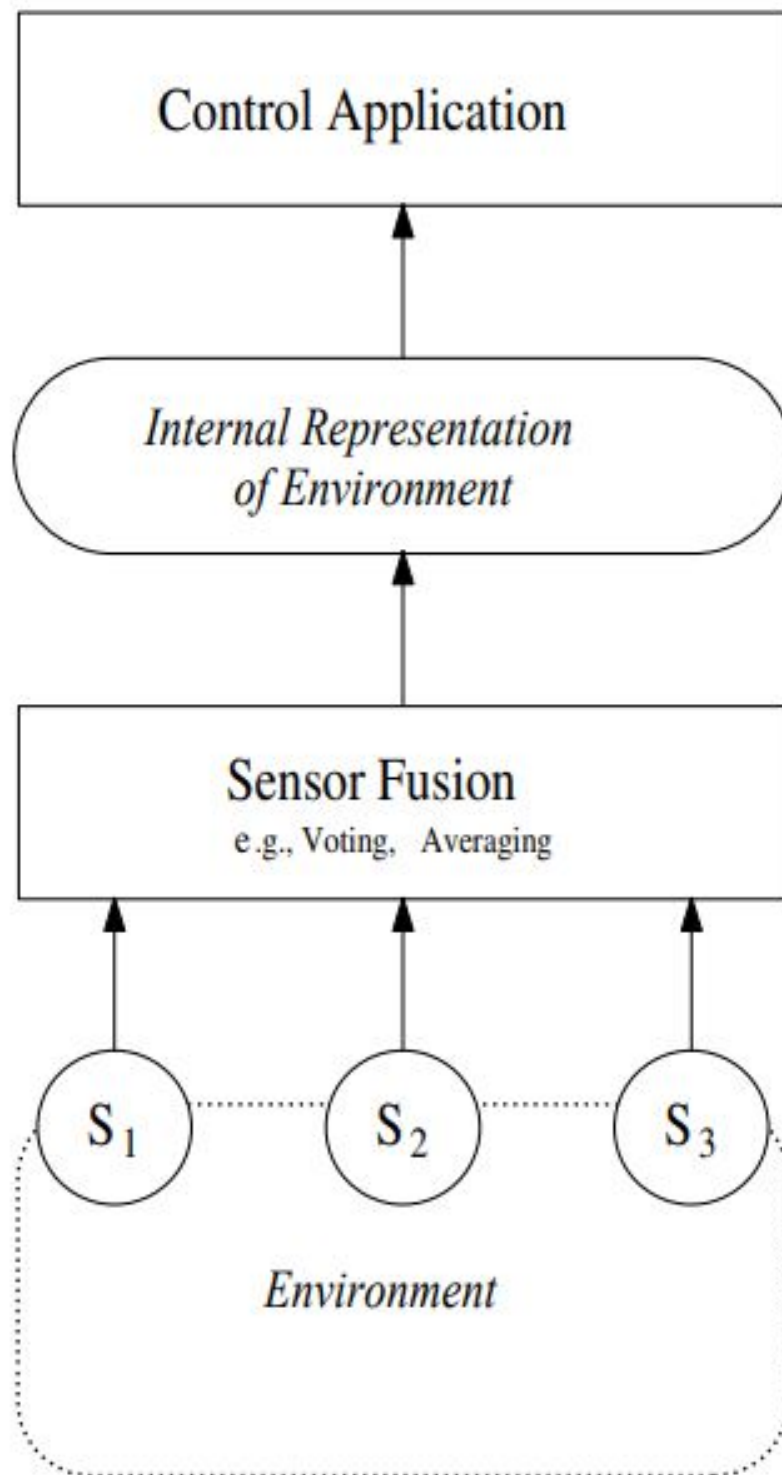 Control Application
Internal Representation
of Environment
Sensor Fusion
e.g., Voting, Averaging
S1
S2
S3
Environment